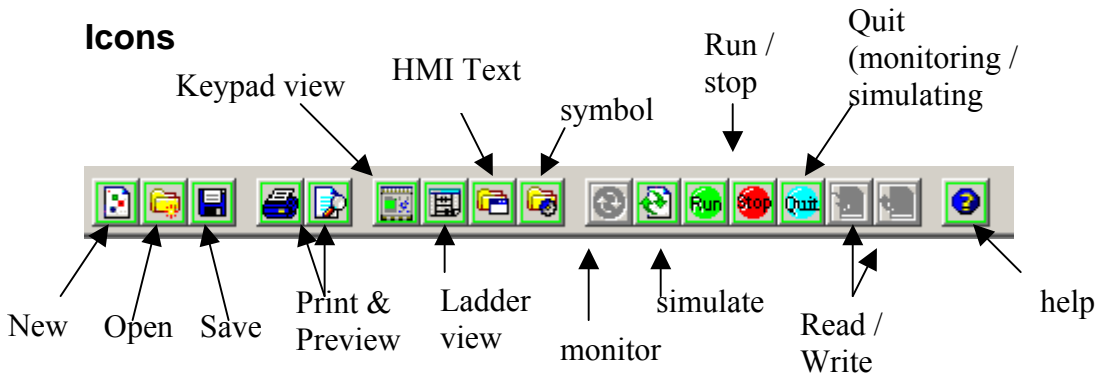 Icons
Keypad view
HMI Text
symbol
Run /
stop
Quit
(monitoring /
simulating
Run
Stop
Quit
New
Open
Save
Print &
Preview
Ladder
view
monitor
simulate
Read /
Write
help